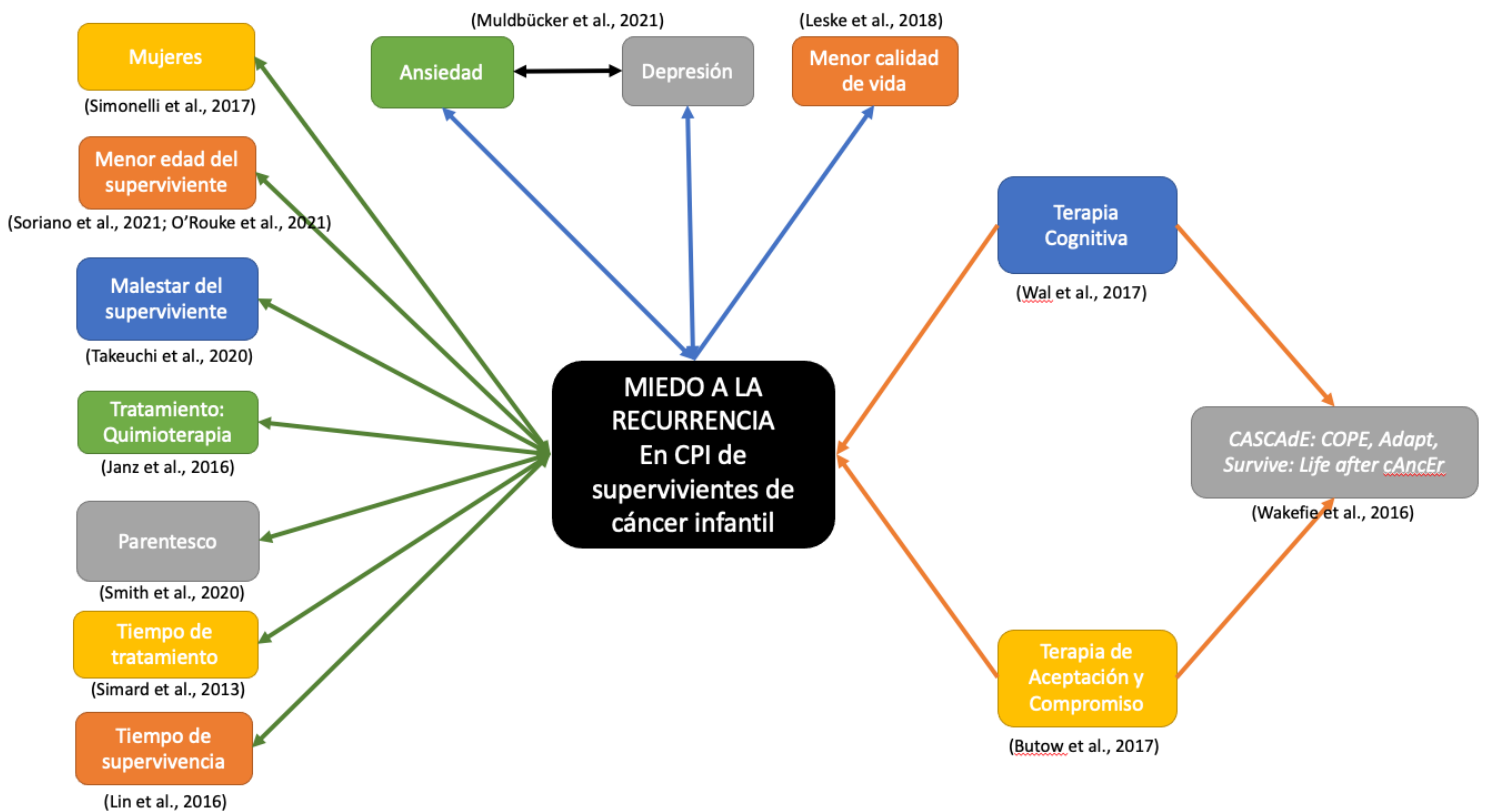 Mujeres
(Simonelli et al., 2017)
Menor edad del
superviviente
(Soriano et al., 2021; O’Rouke et al., 2021)
Malestar del
superviviente
(Takeuchi et al., 2020)
Tratamiento:
Quimioterapia
(Janz et al., 2016)
Parentesco
(Smith et al., 2020)
Tiempo de
tratamiento
(Simard et al., 2013)
Tiempo de
supervivencia
(Lin et al., 2016)
(Muldbücker et al., 2021)
Ansiedad
Depresión
(Leske et al., 2018)
Menor calidad
de vida
MIEDO A LA
RECURRENCIA
En CPI de
supervivientes de
cáncer infantil
Terapia
Cognitiva
(Wal et al., 2017)
CASCAdE: COPE, Adapt,
Survive: Life after cAncEr
(Wakefie et al., 2016)
Terapia de
Aceptación y
Compromiso
(Butow et al., 2017)